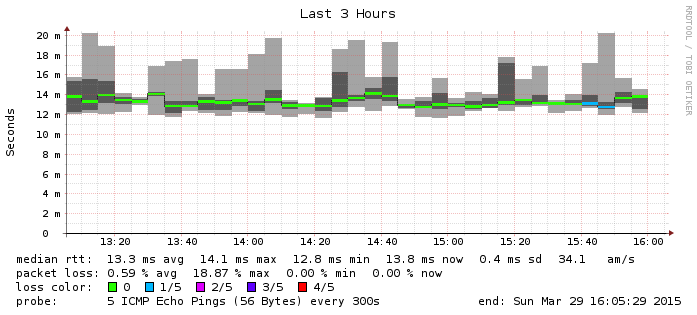 Last 3 Hours
RRDTOOL / TOBI OETIKER
Seconds
20 m
18 m
16 m
14 m
12 m
10 m
8 m
6 m
4 m
2 m
0
13:20 13:40 14:00 14:20 14:40 15:00 15:20 15:40 16:00
median rtt: 13.3 ms avg 14.1 ms max 12.8 ms min 13.8 ms now 0.4 ms sd 34.1 am/s
packet loss: 0.59 % avg 18.87 % max 0.00 % min 0.00 % now
loss color: 0 1/5 2/5 3/5 4/5
probe: 5 ICMP Echo Pings (56 Bytes) every 300s end: Sun Mar 29 16:05:29 2015